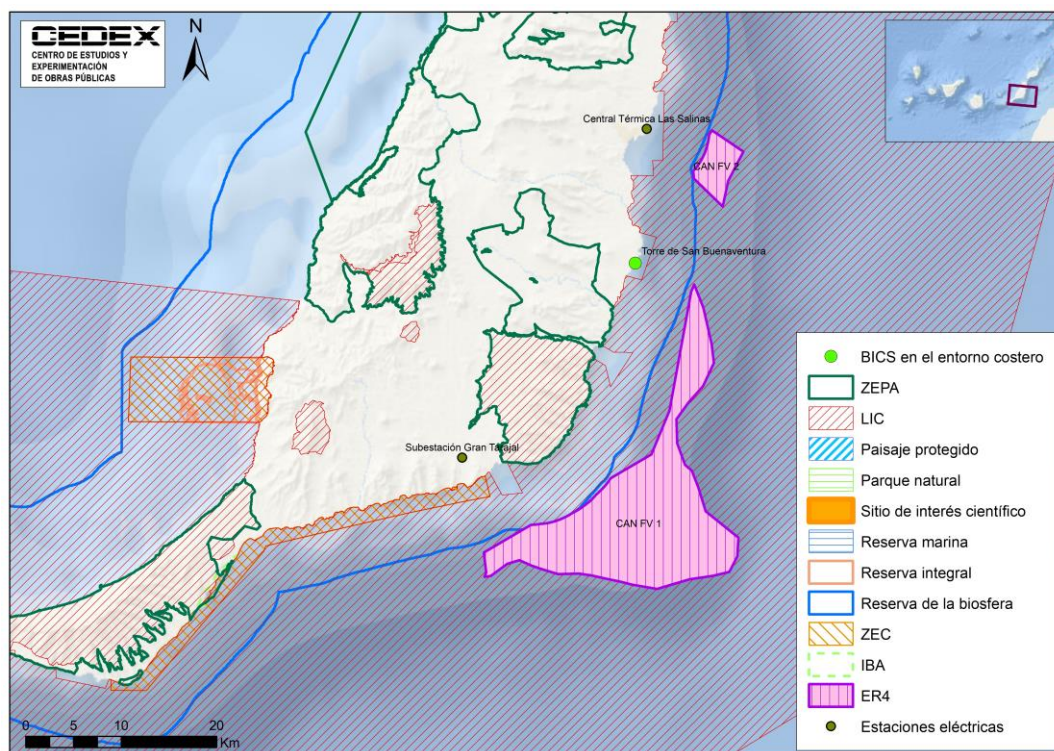 CEDEX
CENTRO DE ESTUDIOS Y
EXPERIMENTACIÓN
DE OBRAS PÚBLICAS
N
Central Térmica Las Salinas
CAN FV 2
Torre de San Buenaventura
Subestación Gran Tarajal
CAN FV 1
BICS en el entorno costero
ZEPA
LIC
Paisaje protegido
Parque natural
Sitio de interés científico
Reserva marina
Reserva integral
Reserva de la biosfera
ZEC
IBA
ER4
Estaciones eléctricas
0 5 10 20
Km